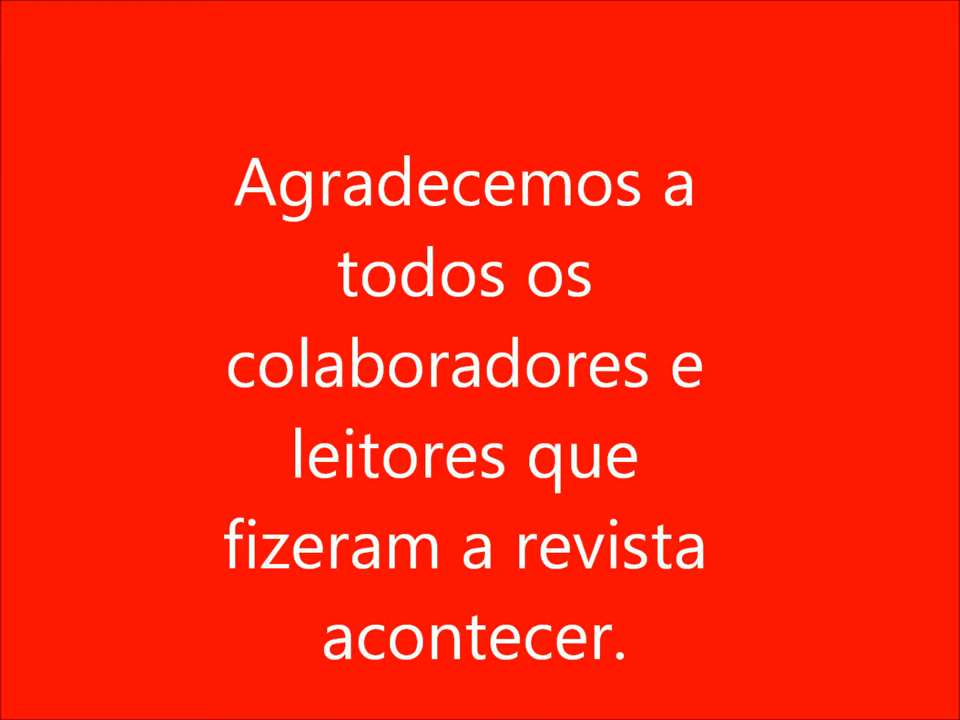 Agradecemos a
todos os
colaboradores e
leitores que
fizeram a revista
acontecer.